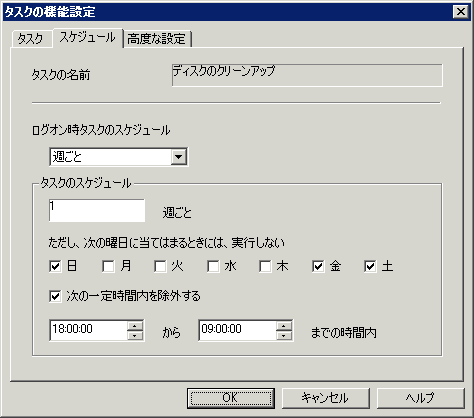 タスクの機能設定
タスク スケジュール 高度な設定
タスクの名前 ディスクのクリーンアップ
ログオン時タスクのスケジュール
週ごと
タスクのスケジュール
1 週ごと
ただし、次の曜日に当てはまるときには、実行しない
日 月 火 水 木 金 土
次の一定時間内を除外する
18:00:00 から 09:00:00 までの時間内
OK キャンセル ヘルプ